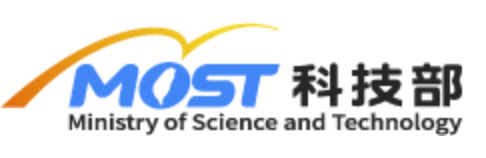 MOST 科技部
Ministry of Science and Technology